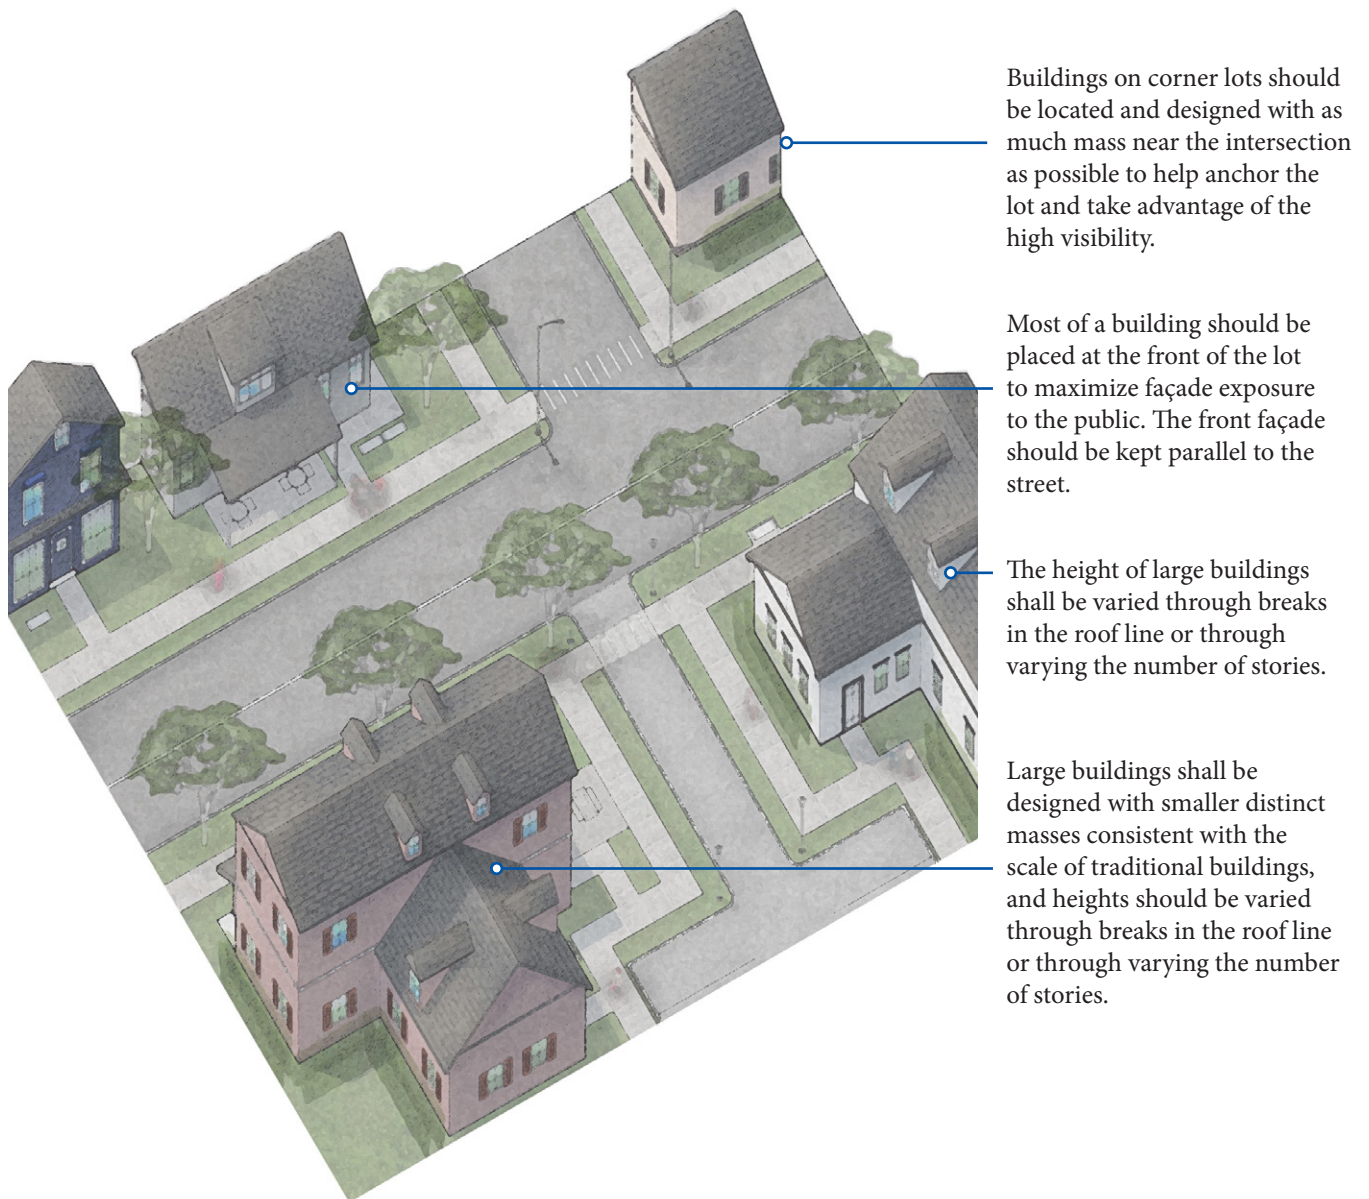 Buildings on corner lots should
be located and designed with as
much mass near the intersection
as possible to help anchor the
lot and take advantage of the
high visibility.
Most of a building should be
placed at the front of the lot
to maximize façade exposure
to the public. The front façade
should be kept parallel to the
street.
The height of large buildings
shall be varied through breaks
in the roof line or through
varying the number of stories.
Large buildings shall be
designed with smaller distinct
masses consistent with the
scale of traditional buildings,
and heights should be varied
through breaks in the roof line
or through varying the number
of stories.